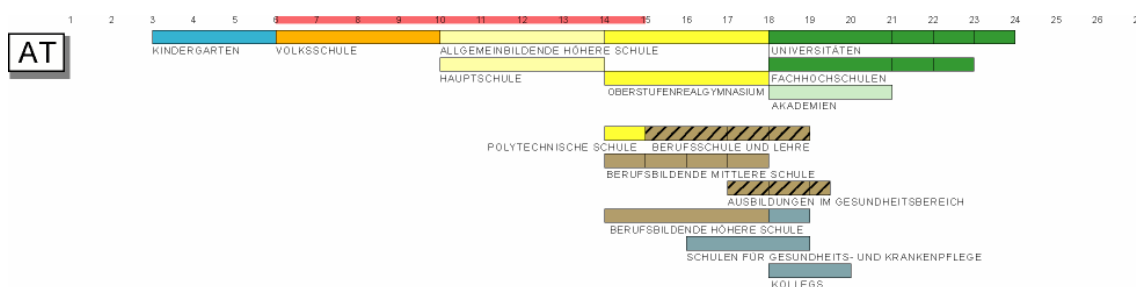 1 2 3 4 5 6 7 8 9 10 11 12 13 14 15 16 17 18 19 20 21 22 23 24 25 26 2
AT
KINDERGARTEN VOLKSSCHULE ALLGEMEINBILDENDE HÖHERE SCHULE UNIVERSITÄTEN
HAUPTSCHULE FACHHOCHSCHULEN
OBERSTUFENREALGYMNASIUM AKADEMIEN
POLYTECHNISCHE SCHULE BERUFSSCHULE UND LEHRE
BERUFSBILDENDE MITTLERE SCHULE
AUSBILDUNGEN IM GESUNDHEITSBEREICH
BERUFSBILDENDE HÖHERE SCHULE
SCHULEN FÜR GESUNDHEITS- UND KRANKENPFLEGE
KOLLEGS